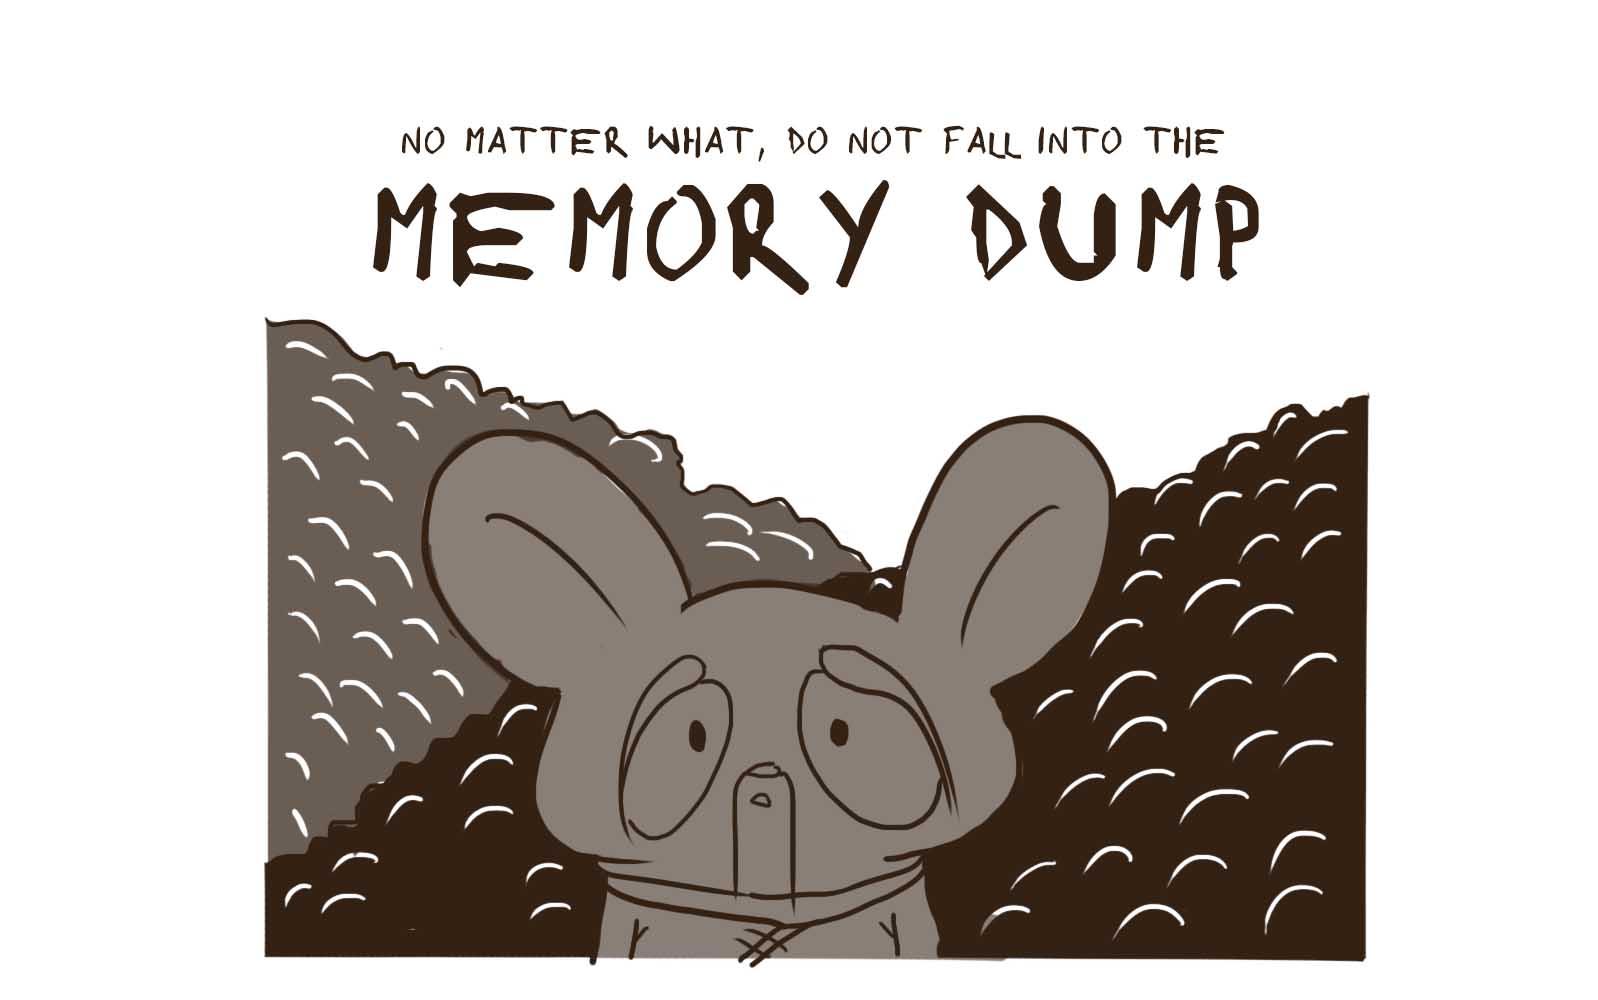 NO MATTER WHAT, DO NOT FALL INTO THE
MEMORY DUMP